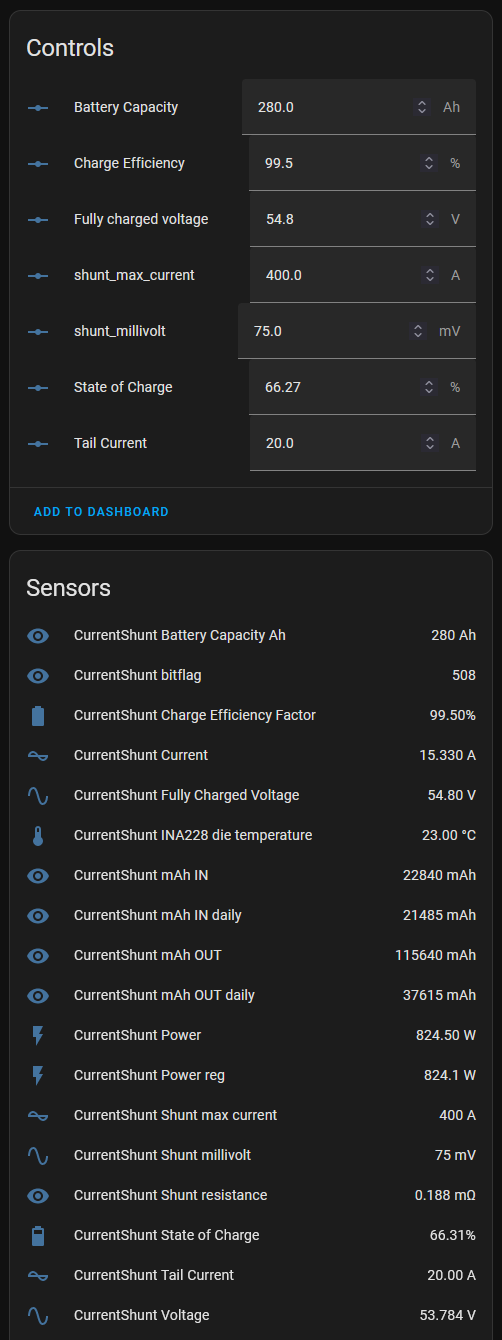 Controls
Battery Capacity 280.0 Ah
Charge Efficiency 99.5 %
Fully charged voltage 54.8 V
shunt_max_current 400.0 A
shunt_millivolt 75.0 mV
State of Charge 66.27 %
Tail Current 20.0 A
ADD TO DASHBOARD
Sensors
CurrentShunt Battery Capacity Ah 280 Ah
CurrentShunt bitflag 508
CurrentShunt Charge Efficiency Factor 99.50%
CurrentShunt Current 15.330 A
CurrentShunt Fully Charged Voltage 54.80 V
CurrentShunt INA228 die temperature 23.00 °C
CurrentShunt mAh IN 22840 mAh
CurrentShunt mAh IN daily 21485 mAh
CurrentShunt mAh OUT 115640 mAh
CurrentShunt mAh OUT daily 37615 mAh
CurrentShunt Power 824.50 W
CurrentShunt Power reg 824.1 W
CurrentShunt Shunt max current 400 A
CurrentShunt Shunt millivolt 75 mV
CurrentShunt Shunt resistance 0.188 mΩ
CurrentShunt State of Charge 66.31%
CurrentShunt Tail Current 20.00 A
CurrentShunt Voltage 53.784 V